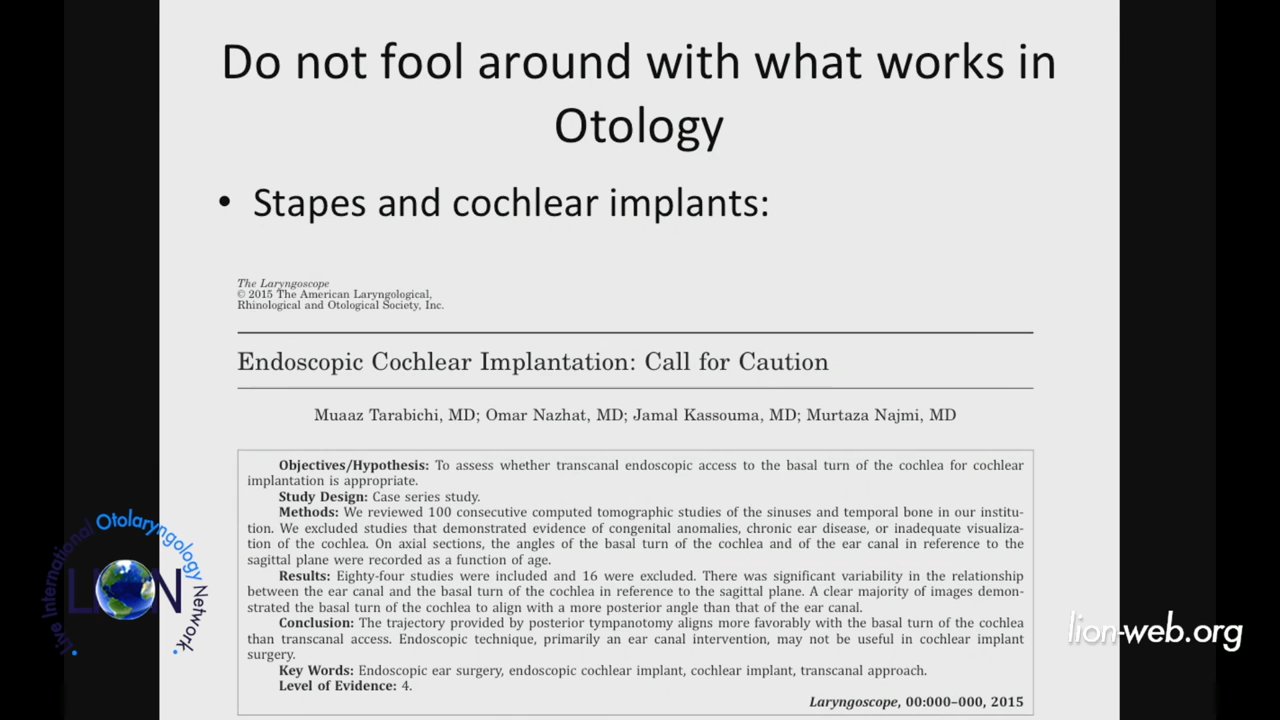 Do not fool around with what works in
Otology
• Stapes and cochlear implants:
The Laryngoscope
© 2015 The American Laryngological,
Rhinological and Otological Society, Inc.
Endoscopic Cochlear Implantation: Call for Caution
Muaaz Tarabichi, MD; Omar Nazhat, MD; Jamal Kassouma, MD; Murtaza Najmi, MD
Objectives/Hypothesis: To assess whether transcanal endoscopic access to the basal turn of the cochlea for cochlear
implantation is appropriate.
Study Design: Case series study.
Methods: We reviewed 100 consecutive computed tomographic studies of the sinuses and temporal bone in our institu-
tion. We excluded studies that demonstrated evidence of congenital anomalies, chronic ear disease, or inadequate visualiza-
tion of the cochlea. On axial sections, the angles of the basal turn of the cochlea and of the ear canal in reference to the
sagittal plane were recorded as a function of age.
Results: Eighty-four studies were included and 16 were excluded. There was significant variability in the relationship
between the ear canal and the basal turn of the cochlea in reference to the sagittal plane. A clear majority of images demon-
strated the basal turn of the cochlea to align with a more posterior angle than that of the ear canal.
Conclusion: The trajectory provided by posterior tympanotomy aligns more favorably with the basal turn of the cochlea
than transcanal access. Endoscopic technique, primarily an ear canal intervention, may not be useful in cochlear implant
surgery.
Key Words: Endoscopic ear surgery, endoscopic cochlear implant, cochlear implant, transcanal approach.
Level of Evidence: 4.
Laryngoscope, 00:000–000, 2015
Live International Otolaryngology Network
LION
lion-web.org